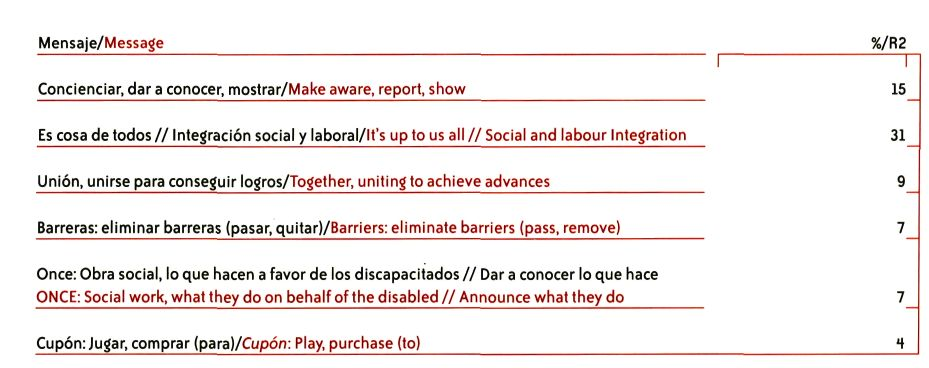 Mensaje/Message %/R2
Concienciar, dar a conocer, mostrar/Make aware, report, show 15
Es cosa de todos // Integración social y laboral/It's up to us all // Social and labour Integration 31
Unión, unirse para conseguir logros/Together, uniting to achieve advances 9
Barreras: eliminar barreras (pasar, quitar)/Barriers: eliminate barriers (pass, remove) 7
Once: Obra social, lo que hacen a favor de los discapacitados // Dar a conocer lo que hace
ONCE: Social work, what they do on behalf of the disabled // Announce what they do 7
Cupón: Jugar, comprar (para)/Cupón: Play, purchase (to) 4